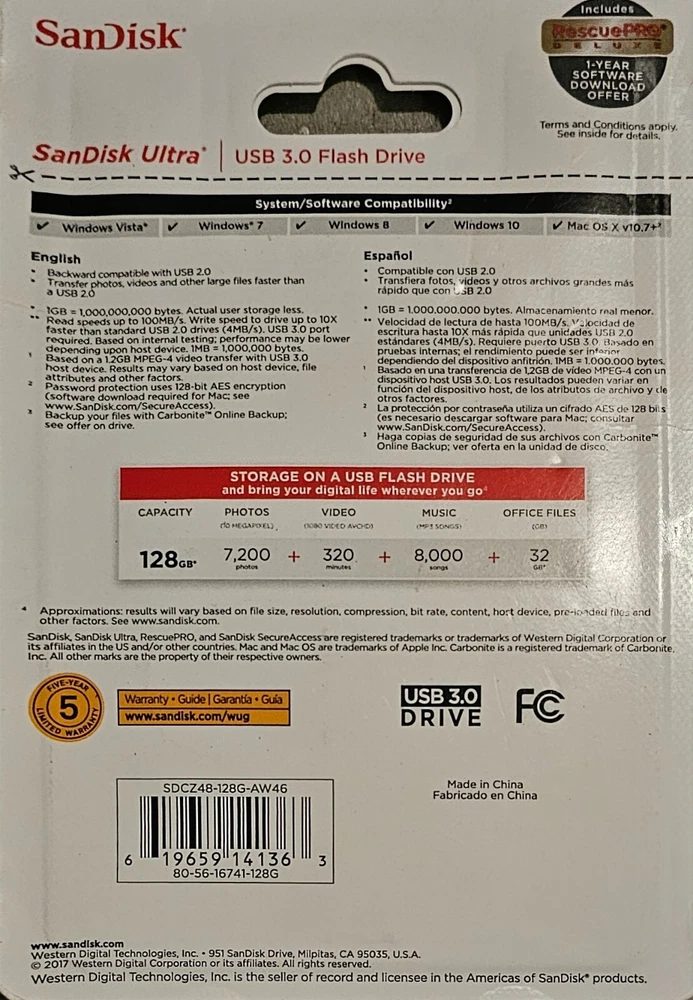 Includes
SanDisk®
RescuePRO®
DELUXE
1-YEAR
SOFTWARE
DOWNLOAD
OFFER
Terms and Conditions apply.
See inside for details.
SanDisk Ultra® | USB 3.0 Flash Drive
System/Software Compatibility³
✔ Windows Vista® ✔ Windows® 7 ✔ Windows 8 ✔ Windows 10 ✔ Mac OS X v10.7+³
English
• Backward compatible with USB 2.0
• Transfer photos, videos and other large files faster than
a USB 2.0
* 1GB = 1,000,000,000 bytes. Actual user storage less.
** Read speeds up to 100MB/s. Write speed to drive up to 10X
faster than standard USB 2.0 drives (4MB/s). USB 3.0 port
required. Based on internal testing; performance may be lower
depending upon host device. 1MB = 1,000,000 bytes.
¹ Based on a 1.2GB MPEG-4 video transfer with USB 3.0
host device. Results may vary based on host device, file
attributes and other factors.
² Password protection uses 128-bit AES encryption
(Software download required for Mac; see
www.SanDisk.com/SecureAccess).
³ Backup your files with Carbonite™ Online Backup;
see offer on drive.
Español
• Compatible con USB 2.0
• Transfiera fotos, videos y otros archivos grandes más
rápido que con USB 2.0
* 1GB = 1.000.000.000 bytes. Almacenamiento real menor.
** Velocidad de lectura de hasta 100MB/s. Velocidad de
escritura hasta 10X más rápida que unidades USB 2.0
estándares (4MB/s). Requiere puerto USB 3.0. Basado en
pruebas internas; el rendimiento puede ser inferior
dependiendo del dispositivo anfitrión. 1MB = 1.000.000 bytes.
¹ Basado en una transferencia de 1,2GB de vídeo MPEG-4 con un
dispositivo host USB 3.0. Los resultados pueden variar en
función del dispositivo host, de los atributos de archivo y de
otros factores.
² La protección por contraseña utiliza un cifrado AES de 128 bits
(es necesario descargar software para Mac; consultar
www.SanDisk.com/SecureAccess).
³ Haga copias de seguridad de sus archivos con Carbonite™
Online Backup; ver oferta en la unidad de disco.
STORAGE ON A USB FLASH DRIVE
and bring your digital life wherever you go⁴
CAPACITY PHOTOS VIDEO MUSIC OFFICE FILES
(10 MEGAPIXEL) (1080 VIDEO AVCHD) (MP3 SONGS) (GB)
128GB* 7,200 + 320 + 8,000 + 32
photos minutes songs GB*
⁴ Approximations: results will vary based on file size, resolution, compression, bit rate, content, host device, pre-loaded files and
other factors. See www.sandisk.com.
SanDisk, SanDisk Ultra, RescuePRO, and SanDisk SecureAccess are registered trademarks or trademarks of Western Digital Corporation or
its affiliates in the US and/or other countries. Mac and Mac OS are trademarks of Apple Inc. Carbonite is a registered trademark of Carbonite,
Inc. All other marks are the property of their respective owners.
FIVE-YEAR
5
LIMITED WARRANTY
Warranty • Guide | Garantía • Guía
www.sandisk.com/wug
USB 3.0
DRIVE
FC
SDCZ48-128G-AW46
6 19659 14136 3
80-56-16741-128G
Made in China
Fabricado en China
www.sandisk.com
Western Digital Technologies, Inc. • 951 SanDisk Drive, Milpitas, CA 95035, U.S.A.
© 2017 Western Digital Corporation or its affiliates. All rights reserved.
Western Digital Technologies, Inc. is the seller of record and licensee in the Americas of SanDisk® products.